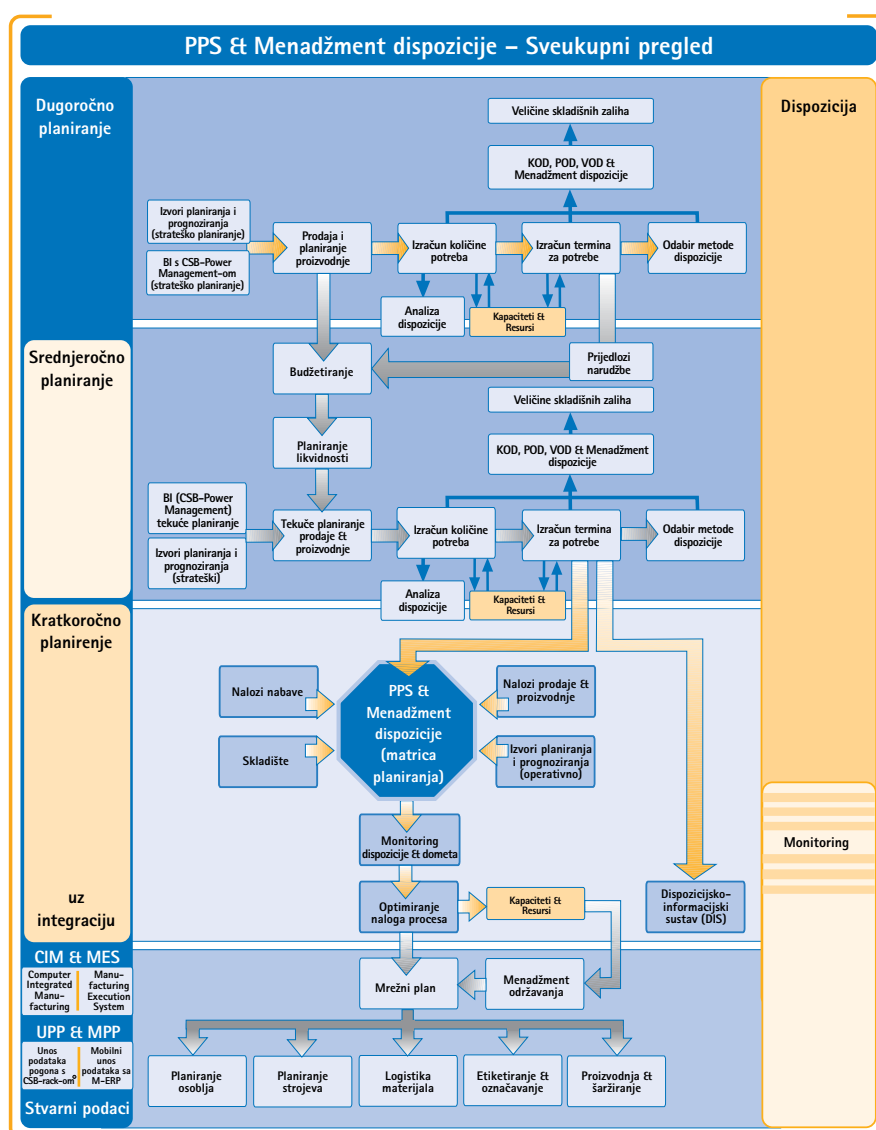 PPS & Menadžment dispozicije – Sveukupni pregled
Dugoročno
planiranje
Dispozicija
Veličine skladišnih zaliha
KOD, POD, VOD &
Menadžment dispozicije
Izvori planiranja i
prognoziranja
(strateško planiranje)
BI s CSB-Power
Management-om
(strateško planiranje)
Prodaja i
planiranje
proizvodnje
Izračun količine
potreba
Izračun termina
za potrebe
Odabir metode
dispozicije
Analiza
dispozicije
Kapaciteti &
Resursi
Srednjeročno
planiranje
Budžetiranje
Prijedlozi
narudžbe
Veličine skladišnih zaliha
Planiranje
likvidnosti
KOD, POD, VOD & Menadžment
dispozicije
BI (CSB-Power
Management)
tekuće planiranje
Izvori planiranja i
prognoziranja
(strateški)
Tekuče planiranje
prodaje &
proizvodnje
Izračun količine
potreba
Izračun termina
za potrebe
Odabir metode
dispozicije
Analiza
dispozicije
Kapaciteti &
Resursi
Kratkoročno
planirenje
Nalozi nabave
Skladište
PPS &
Menadžment
dispozicije
(matrica
planiranja)
Nalozi prodaje &
proizvodnje
Izvori planiranja
i prognoziranja
(operativno)
Monitoring
dispozicije & dometa
Monitoring
uz
integraciju
Optimiranje
naloga procesa
Kapaciteti &
Resursi
Dispozicijsko-
informacijski
sustav (DIS)
CIM & MES
Computer
Integrated
Manu-
facturing
Manu-
facturing
Execution
System
Mrežni plan
Menadžment
održavanja
UPP & MPP
Unos
podataka
pogona s
CSB-rack-om®
Mobilni
unos
podataka sa
M-ERP
Stvarni podaci
Planiranje
osoblja
Planiranje
strojeva
Logistika
materijala
Etiketiranje &
označavanje
Proizvodnja &
šaržiranje